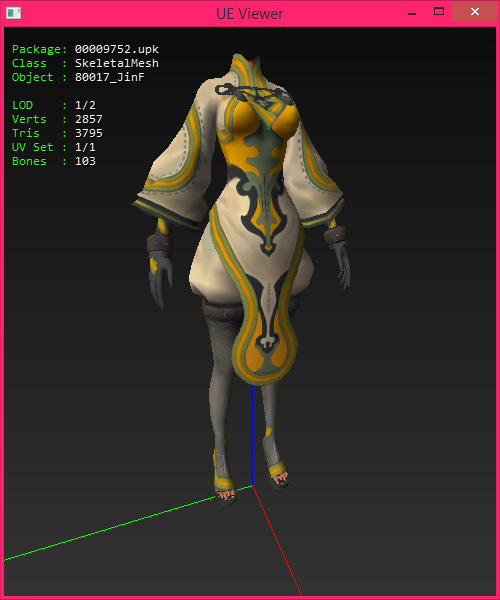 UE Viewer
Package: 00009752.upk
Class : SkeletalMesh
Object : 80017_JinF
LOD : 1/2
Verts : 2857
Tris : 3795
UV Set : 1/1
Bones : 103